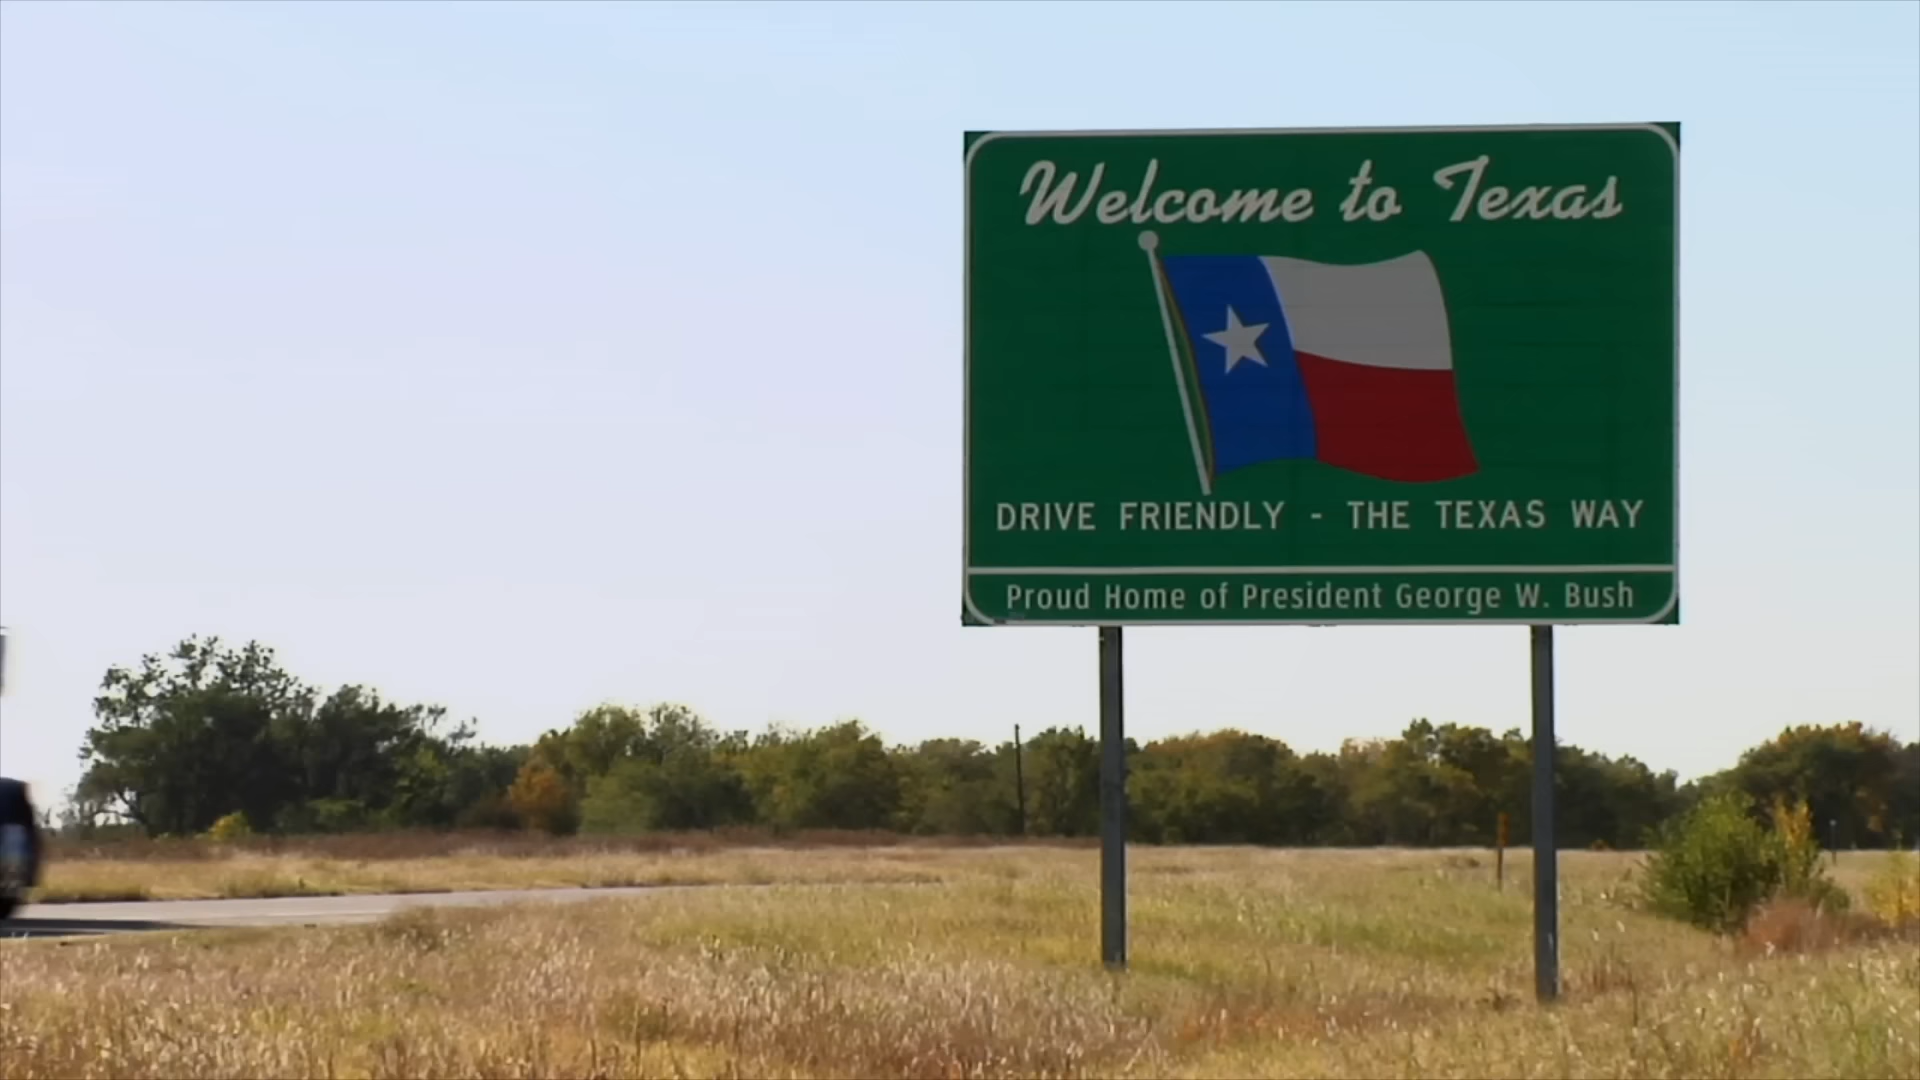 Welcome to Texas
DRIVE FRIENDLY - THE TEXAS WAY
Proud Home of President George W. Bush